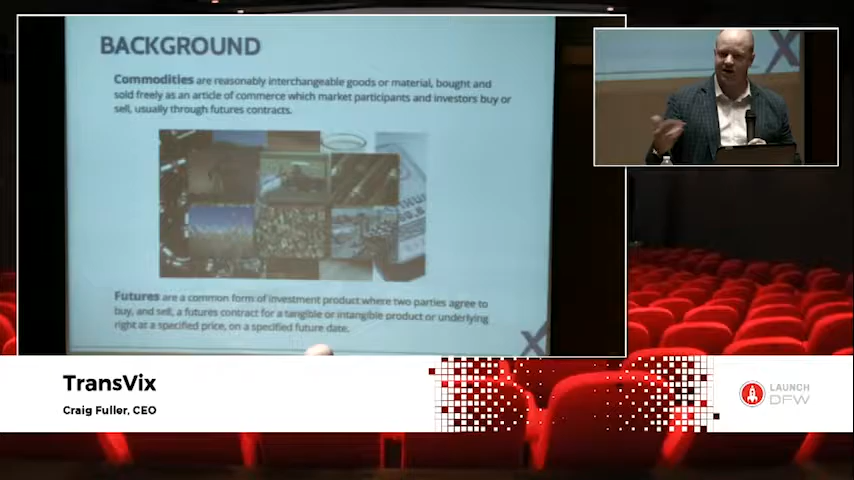 BACKGROUND
Commodities are reasonably interchangeable goods or material, bought and
sold freely as an article of commerce which market participants and investors buy or
sell, usually through futures contracts.
Futures are a common form of investment product where two parties agree to
buy, and sell, a futures contract for a tangible or intangible product or underlying
right at a specified price, on a specified future date.
X
X
TransVix
Craig Fuller, CEO
LAUNCH
DFW